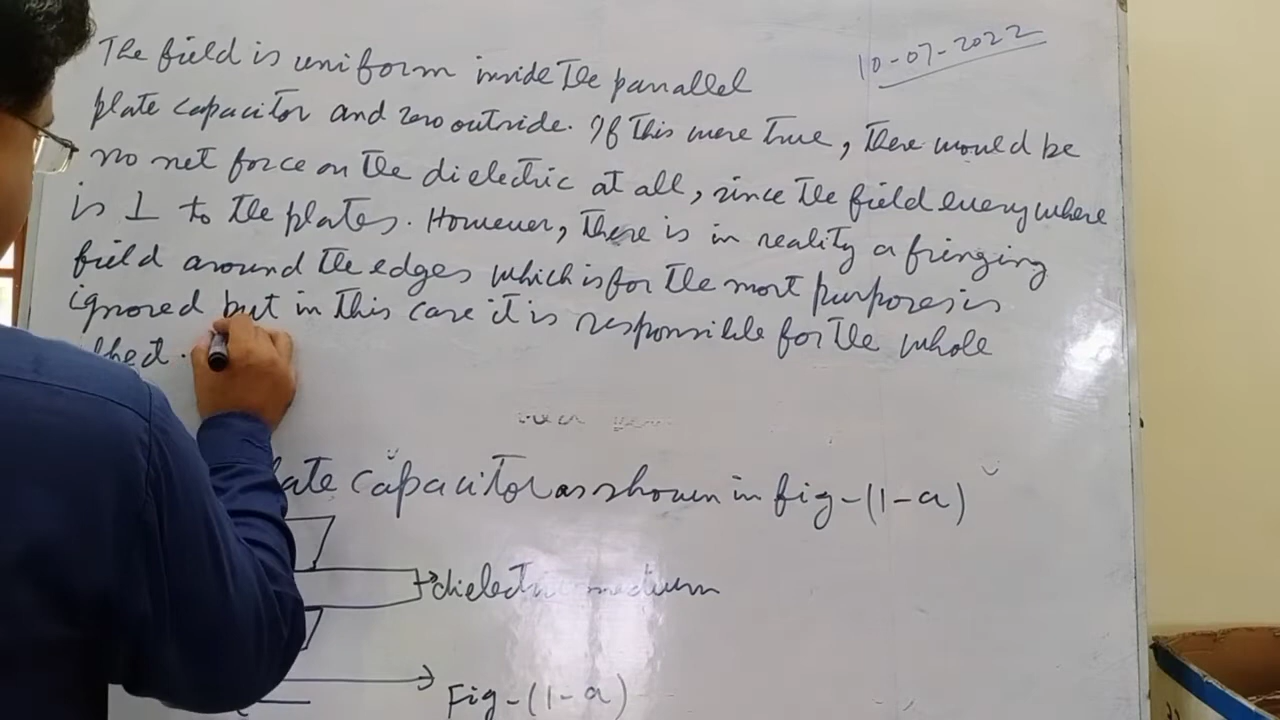 10-07-2022
The field is uniform inside the parrallel
plate capacitor and zero outside. If this were true, there would be
no net force on the dielectric at all, since the field everywhere
is ⊥ to the plates. However, there is in reality a fringing
field around the edges which is for the most purposes is
ignored but in this case it is responsible for the whole
capacitor as shown in fig-(1-a)
dielectric medium
Fig-(1-a)